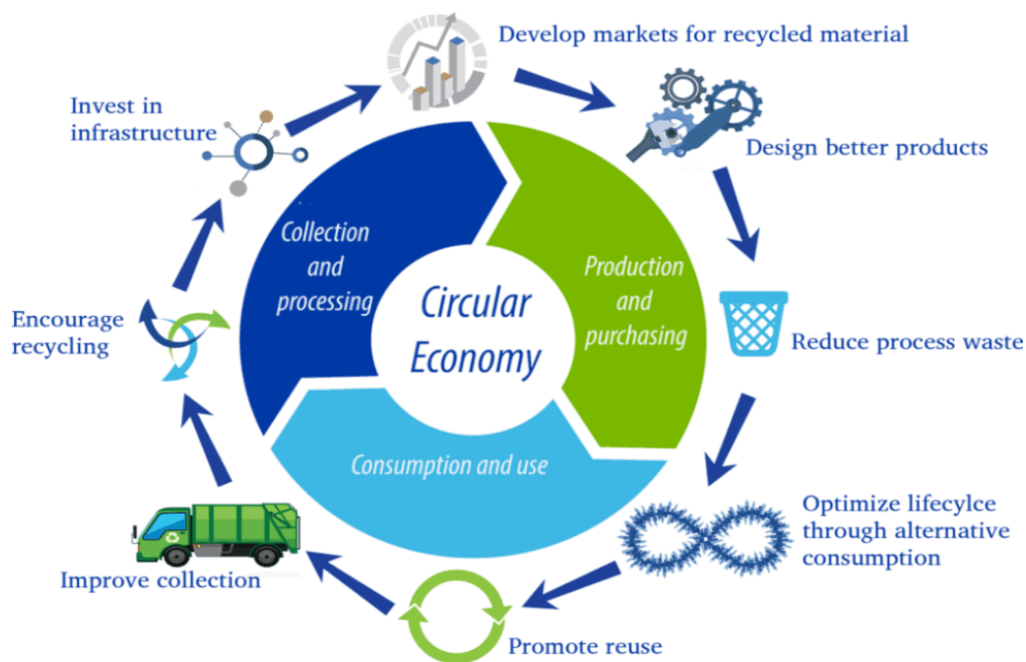 Develop markets for recycled material
Invest in
infrastructure
Design better products
Collection
and
processing
Production
and
purchasing
Circular
Economy
Encourage
recycling
Reduce process waste
Consumption and use
Optimize lifecylce
through alternative
consumption
Improve collection
Promote reuse